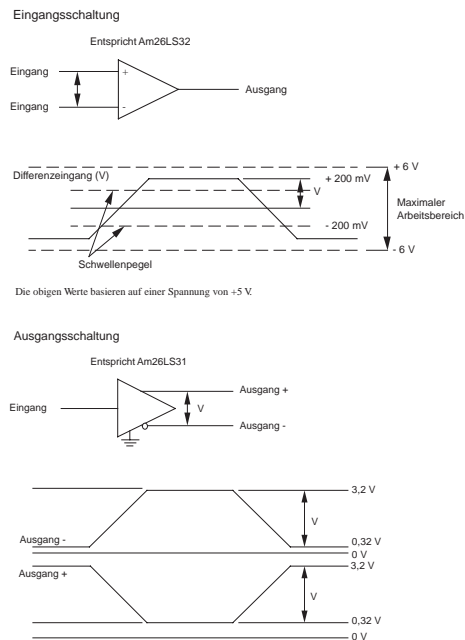 Eingangsschaltung
Entspricht Am26LS32
Eingang
+
Ausgang
Eingang
-
+ 6 V
Differenzeingang (V)
+ 200 mV
V
Maximaler
Arbeitsbereich
- 200 mV
- 6 V
Schwellenpegel
Die obigen Werte basieren auf einer Spannung von +5 V.
Ausgangsschaltung
Entspricht Am26LS31
Ausgang +
Eingang
V
Ausgang -
3,2 V
V
Ausgang -
0,32 V
0 V
3,2 V
Ausgang +
V
0,32 V
0 V